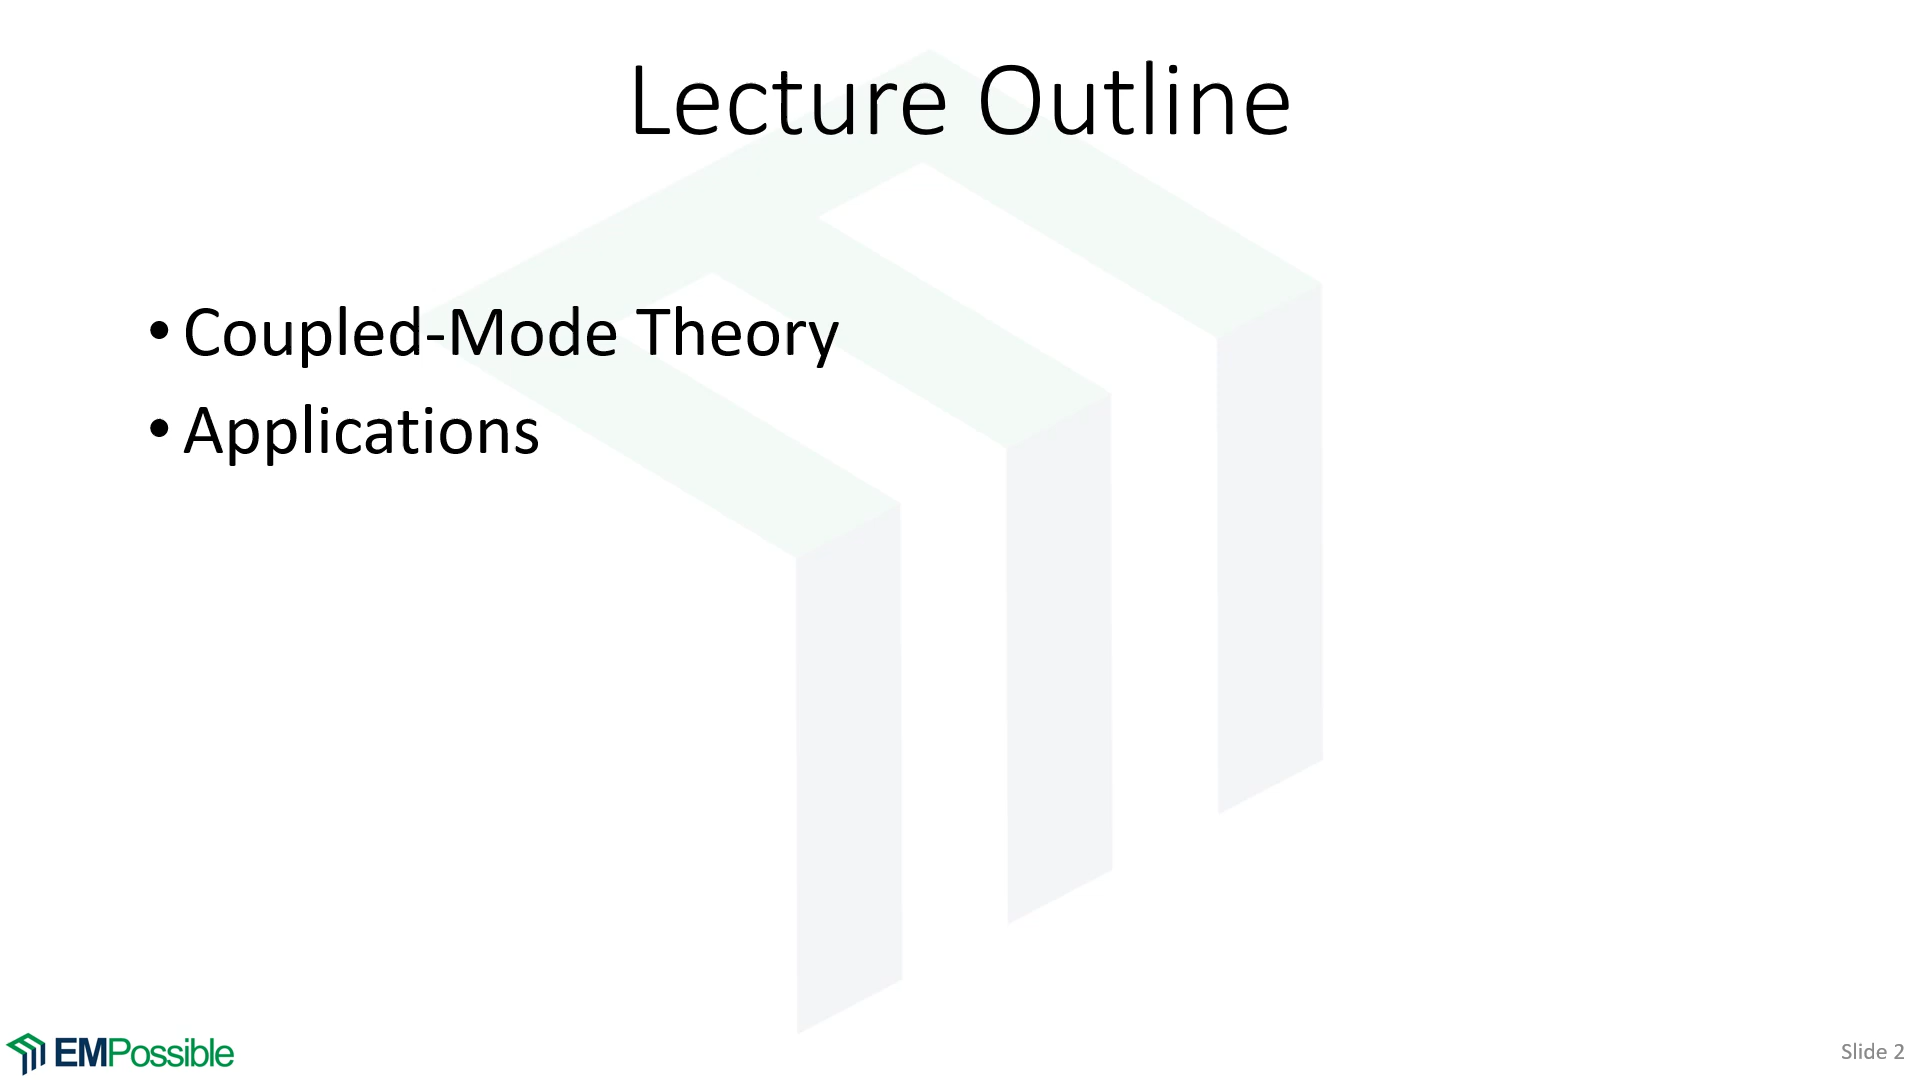 Lecture Outline
• Coupled-Mode Theory
• Applications
EMPossible
Slide 2